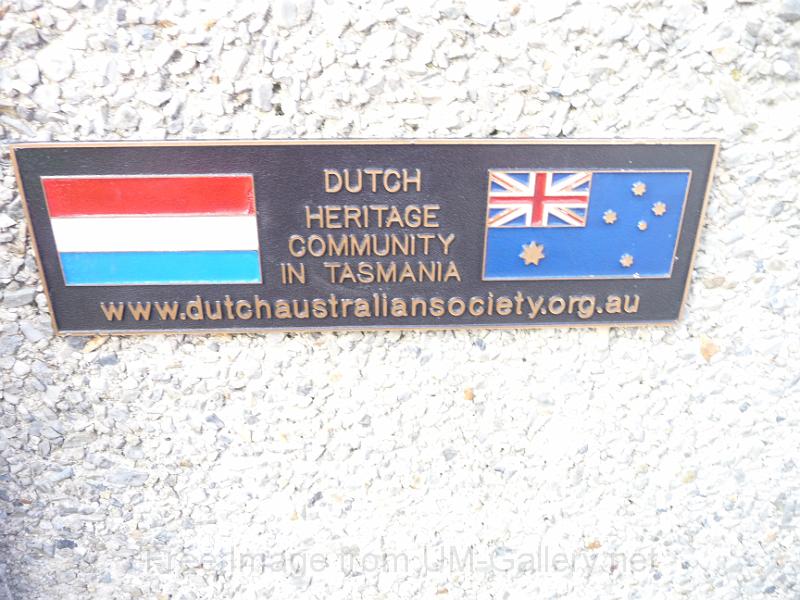 DUTCH
HERITAGE
COMMUNITY
IN TASMANIA
www.dutchaustraliansociety.org.au
Free Image from UM-Gallery.net